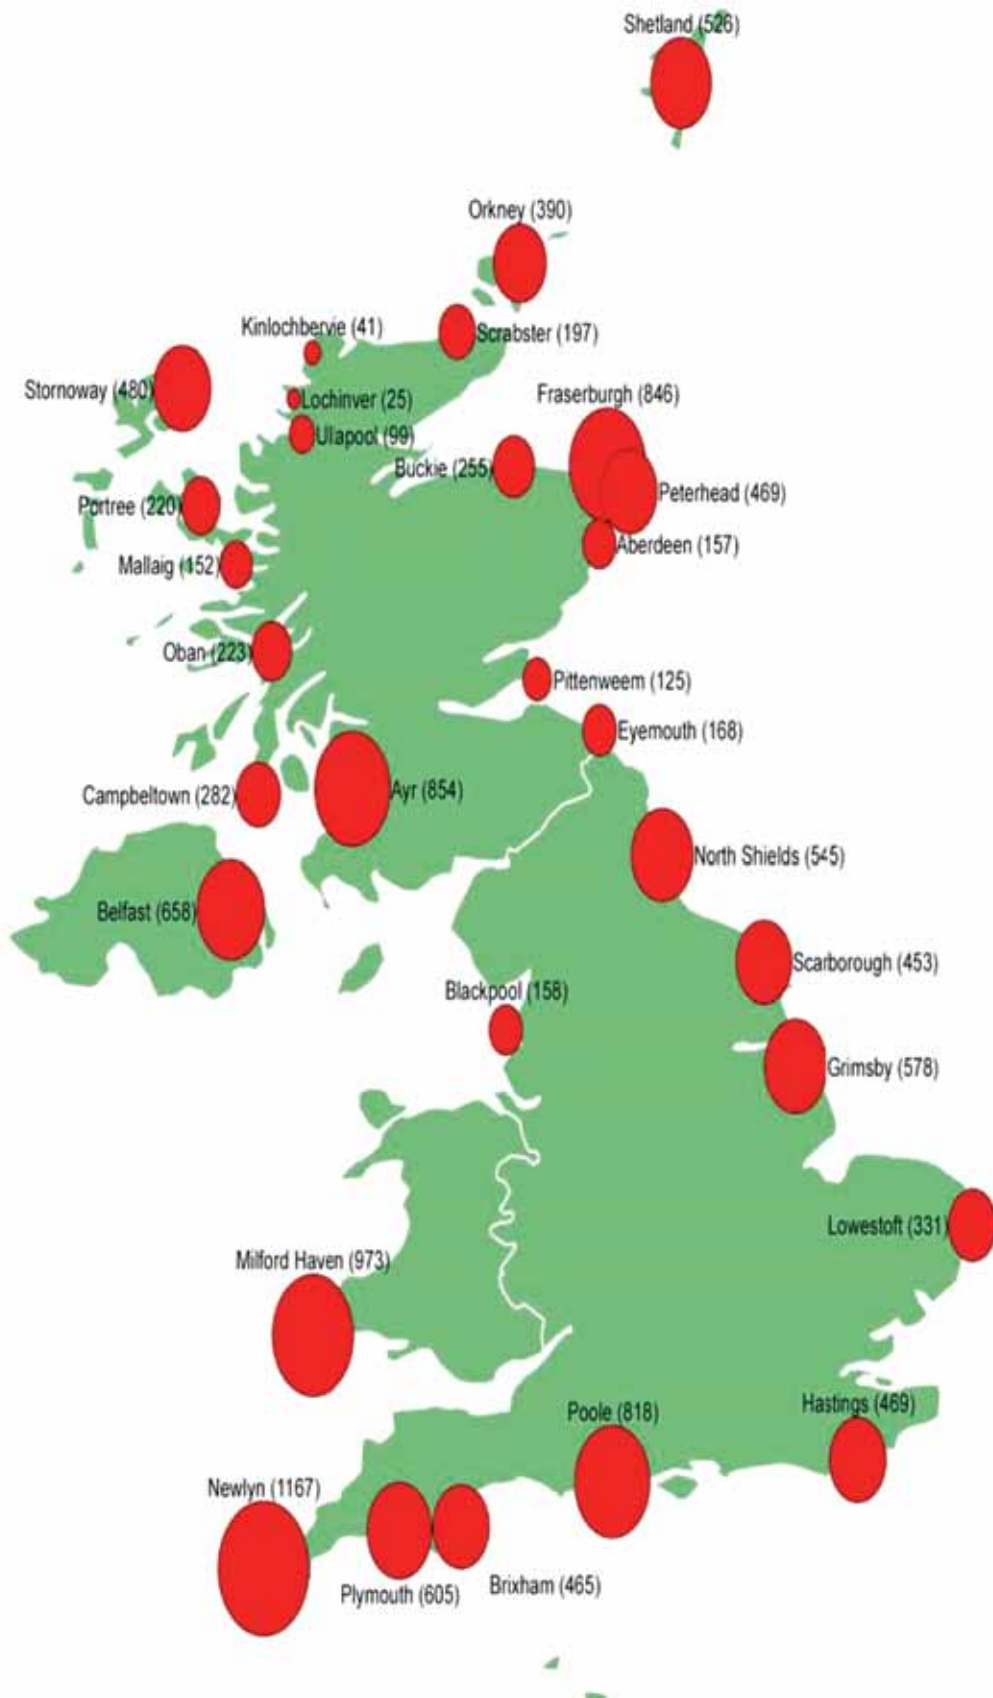 Shetland (526)
Orkney (390)
Kinlochbervie (41)
Scrabster (197)
Stornoway (480)
Lochinver (25)
Fraserburgh (846)
Ullapool (99)
Buckie (255)
Peterhead (469)
Portree (220)
Aberdeen (157)
Mallaig (152)
Oban (223)
Pittenweem (125)
Eyemouth (168)
Campbeltown (282)
Ayr (854)
North Shields (545)
Belfast (658)
Scarborough (453)
Blackpool (158)
Grimsby (578)
Lowestoft (331)
Milford Haven (973)
Hastings (469)
Poole (818)
Newlyn (1167)
Plymouth (605)
Brixham (465)